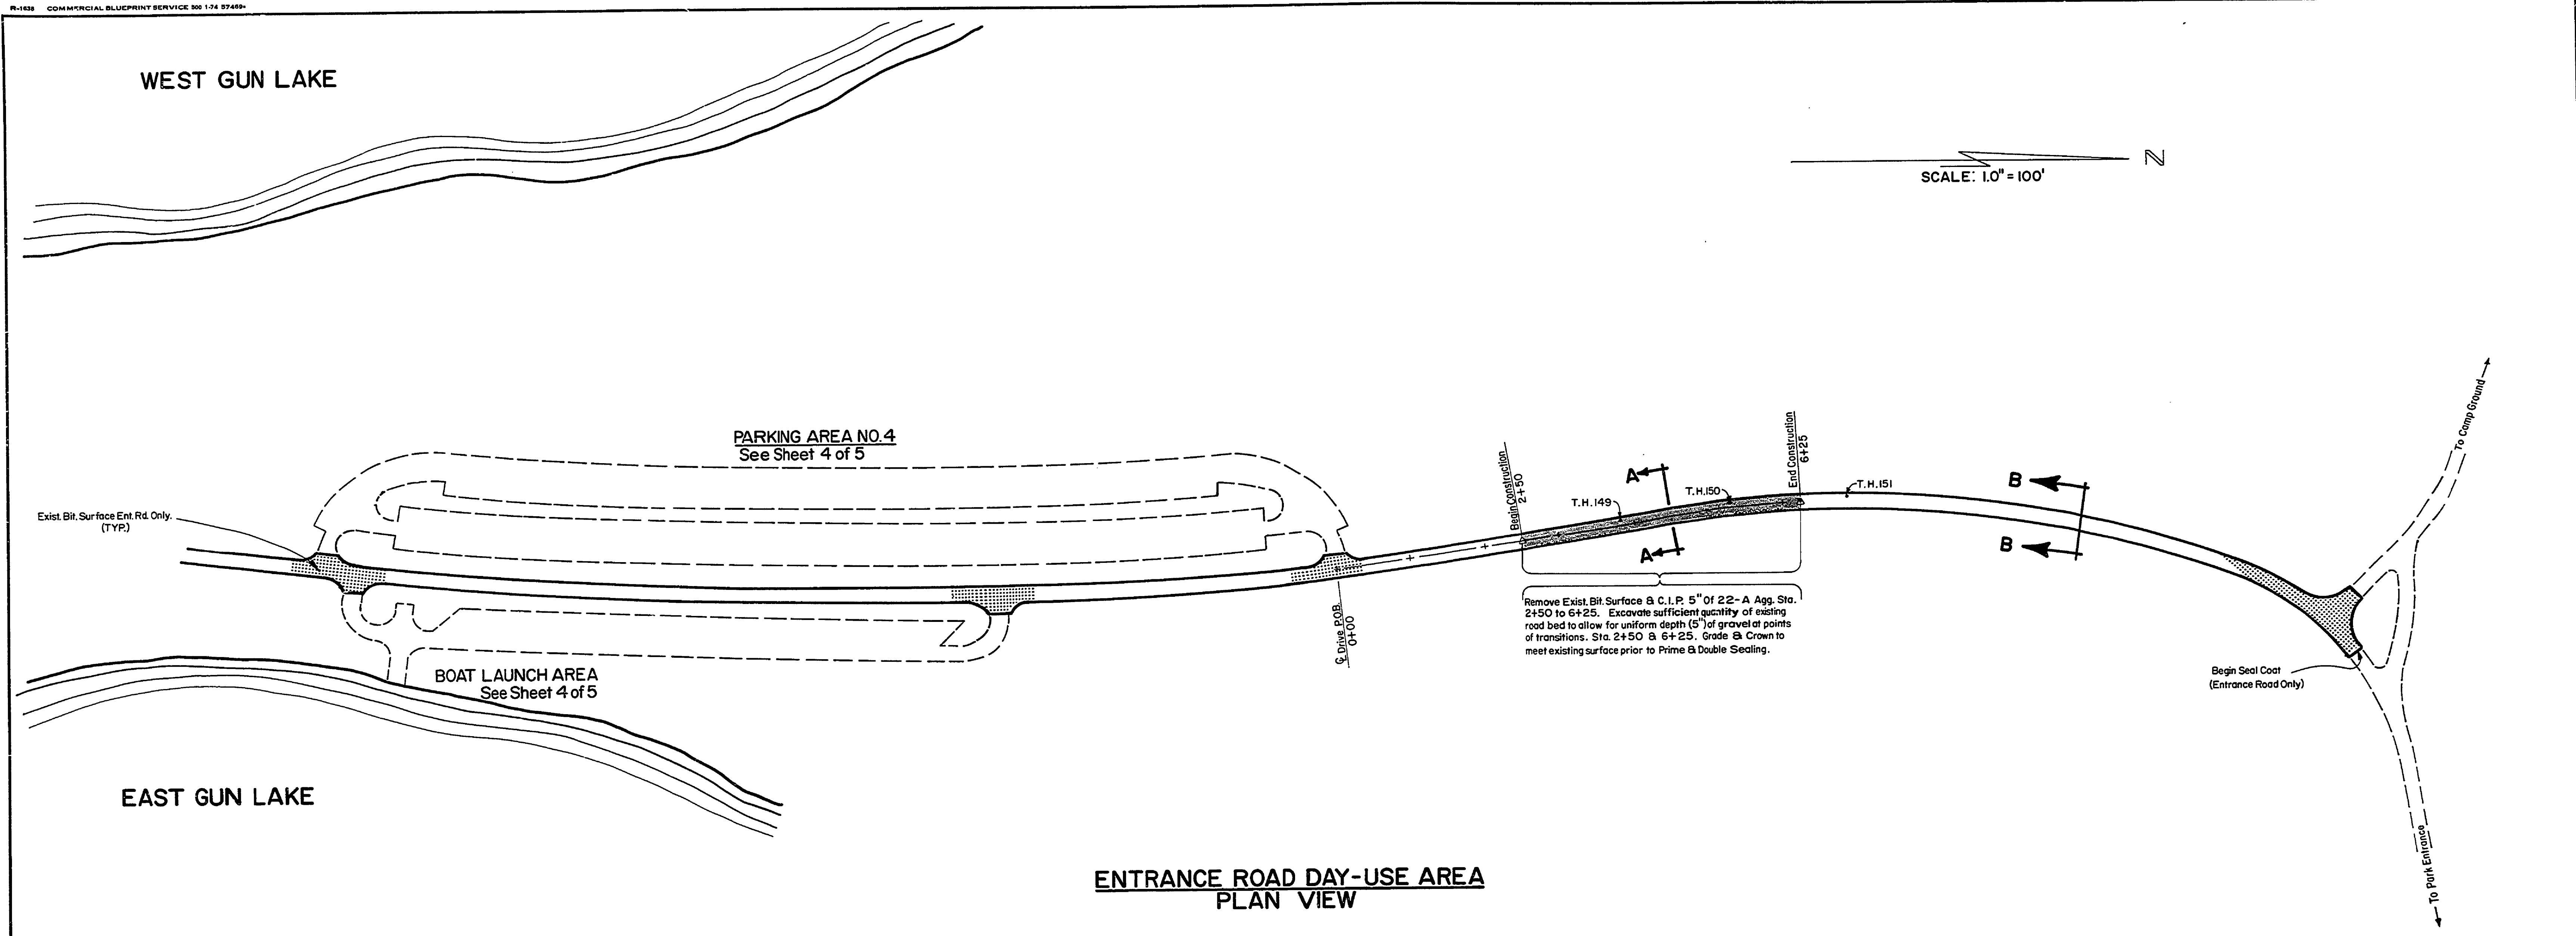 R-1638 COMMERCIAL BLUEPRINT SERVICE 500 1-74 57469-
WEST GUN LAKE
N
SCALE: 1.0" = 100'
To Camp Ground
PARKING AREA NO. 4
See Sheet 4 of 5
Exist. Bit. Surface Ent. Rd. Only.
(TYP.)
Begin Construction
2+50
End Construction
6+25
A
A
T.H.149
T.H.150
T.H.151
B
B
℄ Drive P.O.B.
0+00
Remove Exist. Bit. Surface & C.I.P. 5" Of 22-A Agg. Sta.
2+50 to 6+25. Excavate sufficient quantity of existing
road bed to allow for uniform depth (5") of gravel at points
of transitions. Sta. 2+50 & 6+25. Grade & Crown to
meet existing surface prior to Prime & Double Sealing.
BOAT LAUNCH AREA
See Sheet 4 of 5
Begin Seal Coat
(Entrance Road Only)
EAST GUN LAKE
To Park Entrance
ENTRANCE ROAD DAY-USE AREA
PLAN VIEW